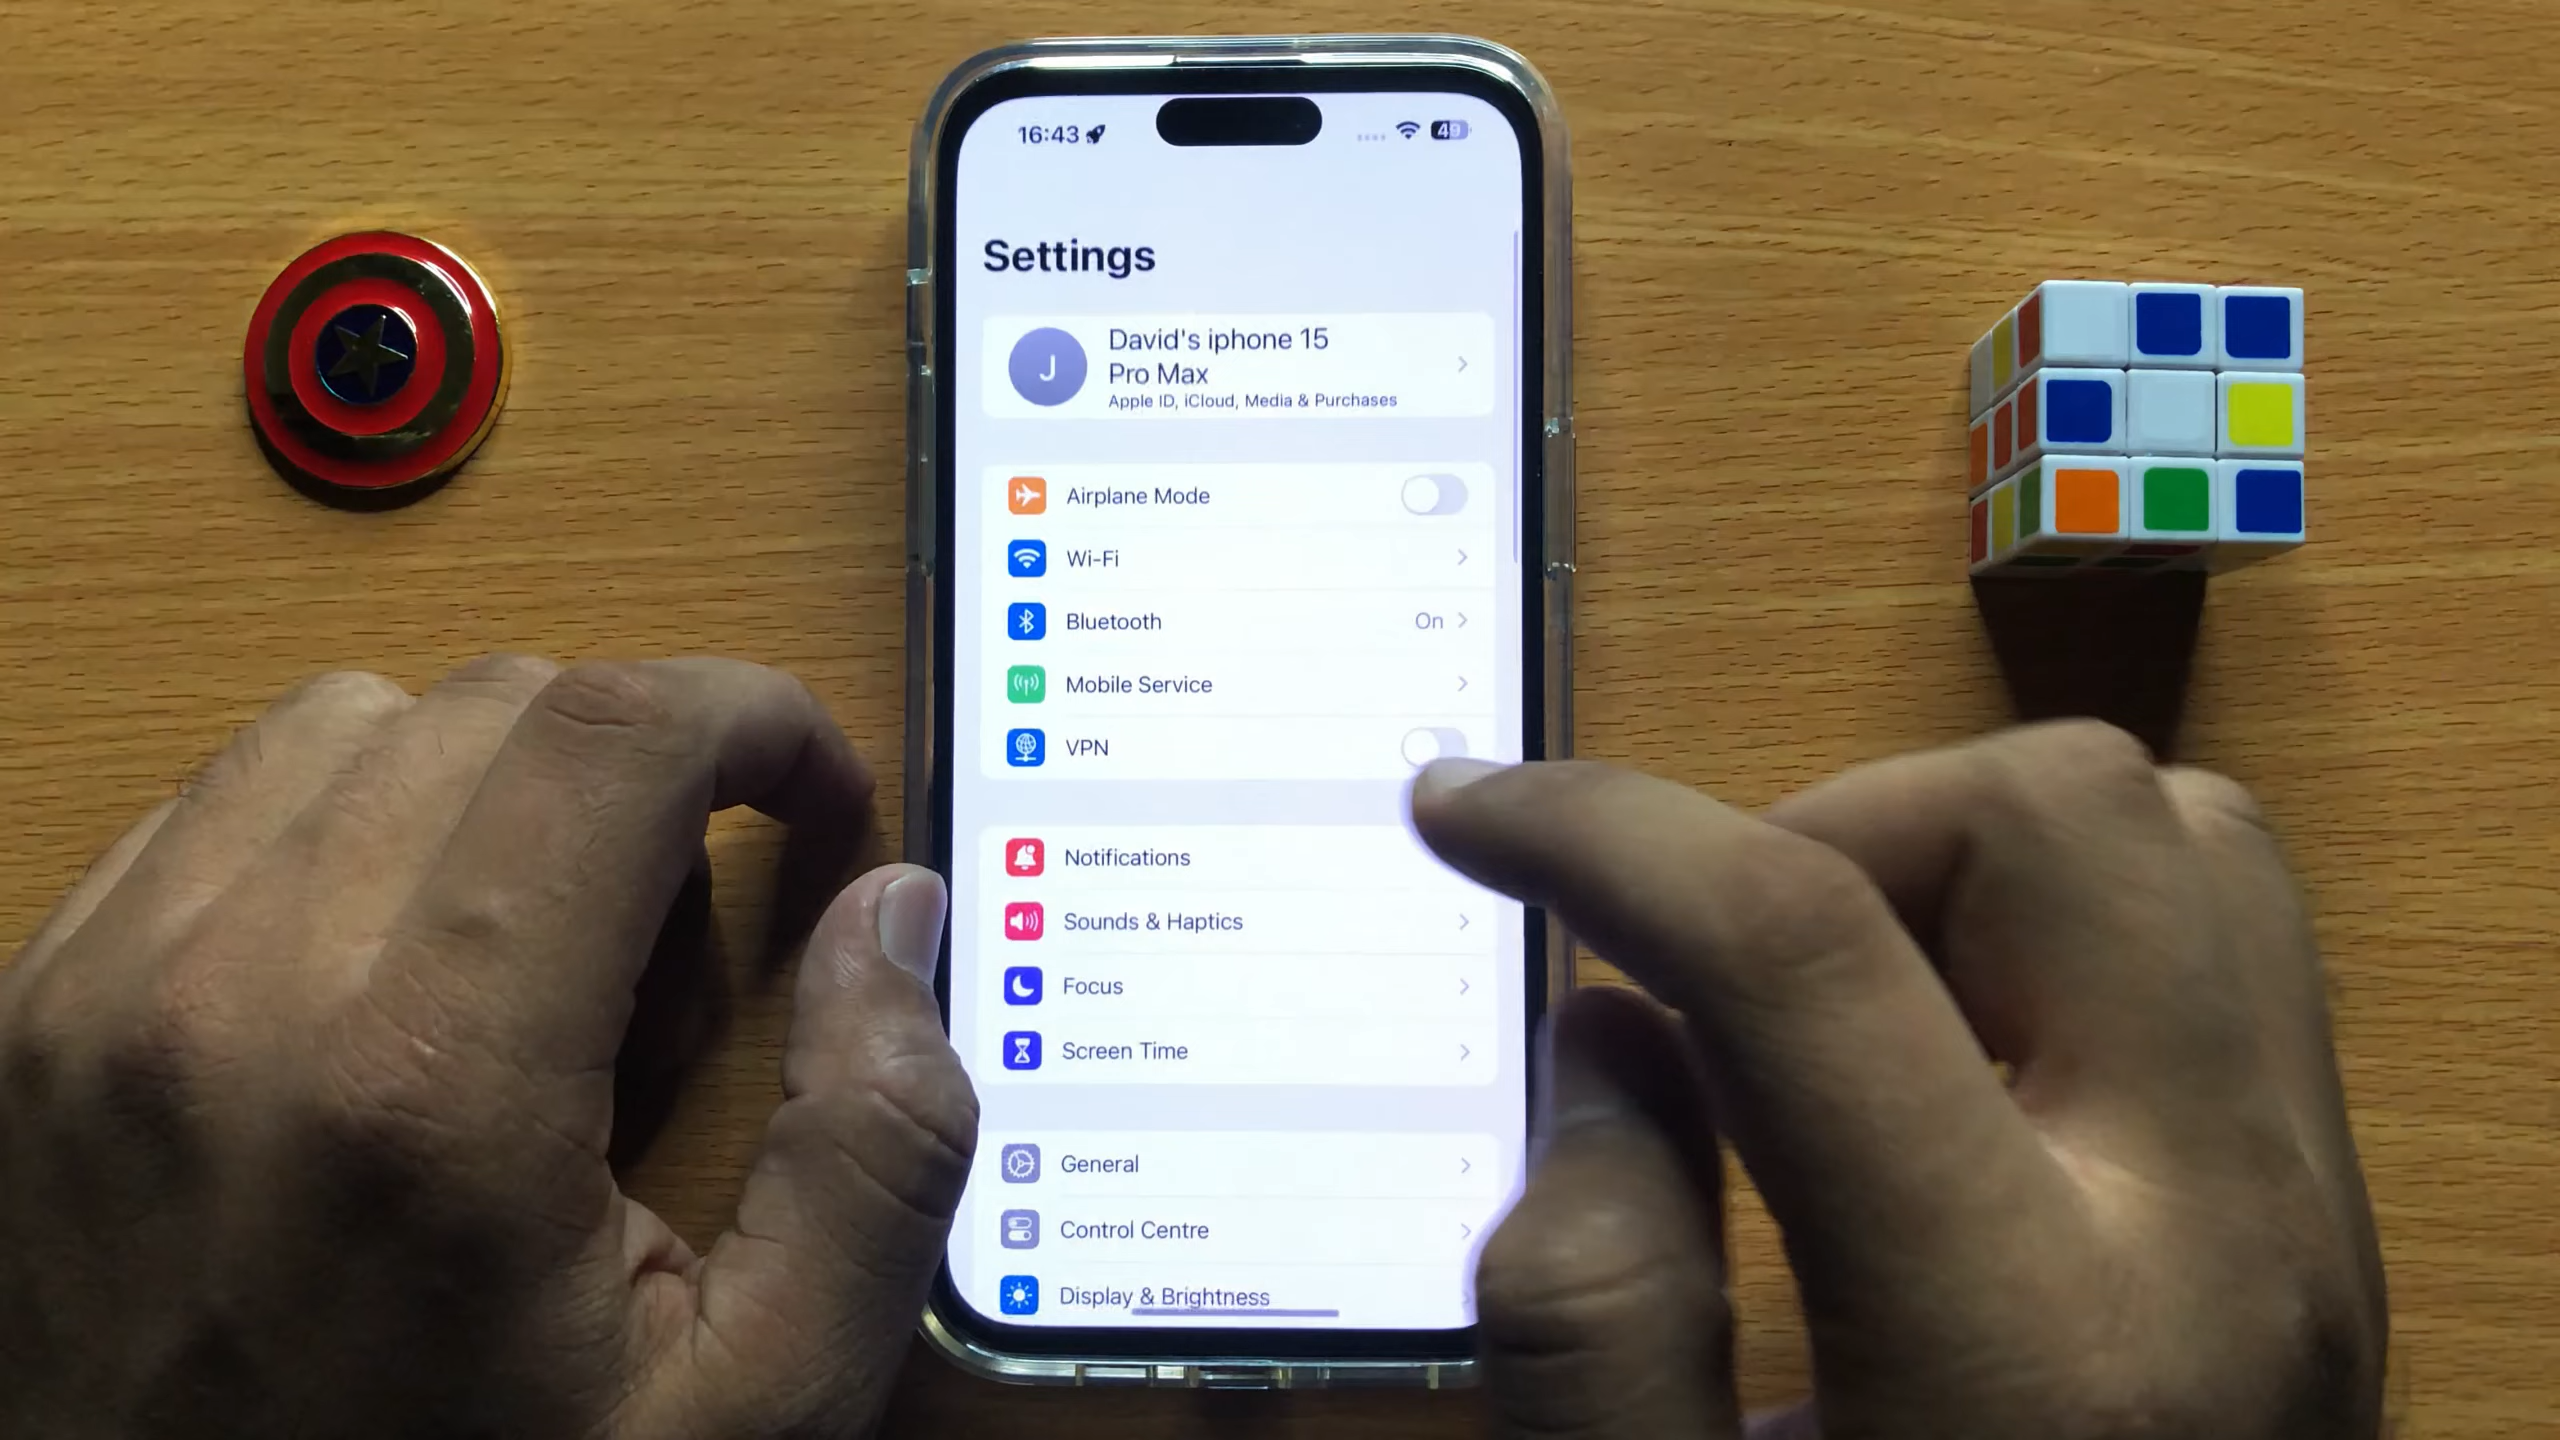 16:43
49
Settings
J
David's iphone 15
Pro Max
Apple ID, iCloud, Media & Purchases
Airplane Mode
Wi-Fi
Bluetooth On
Mobile Service
VPN
Notifications
Sounds & Haptics
Focus
Screen Time
General
Control Centre
Display & Brightness